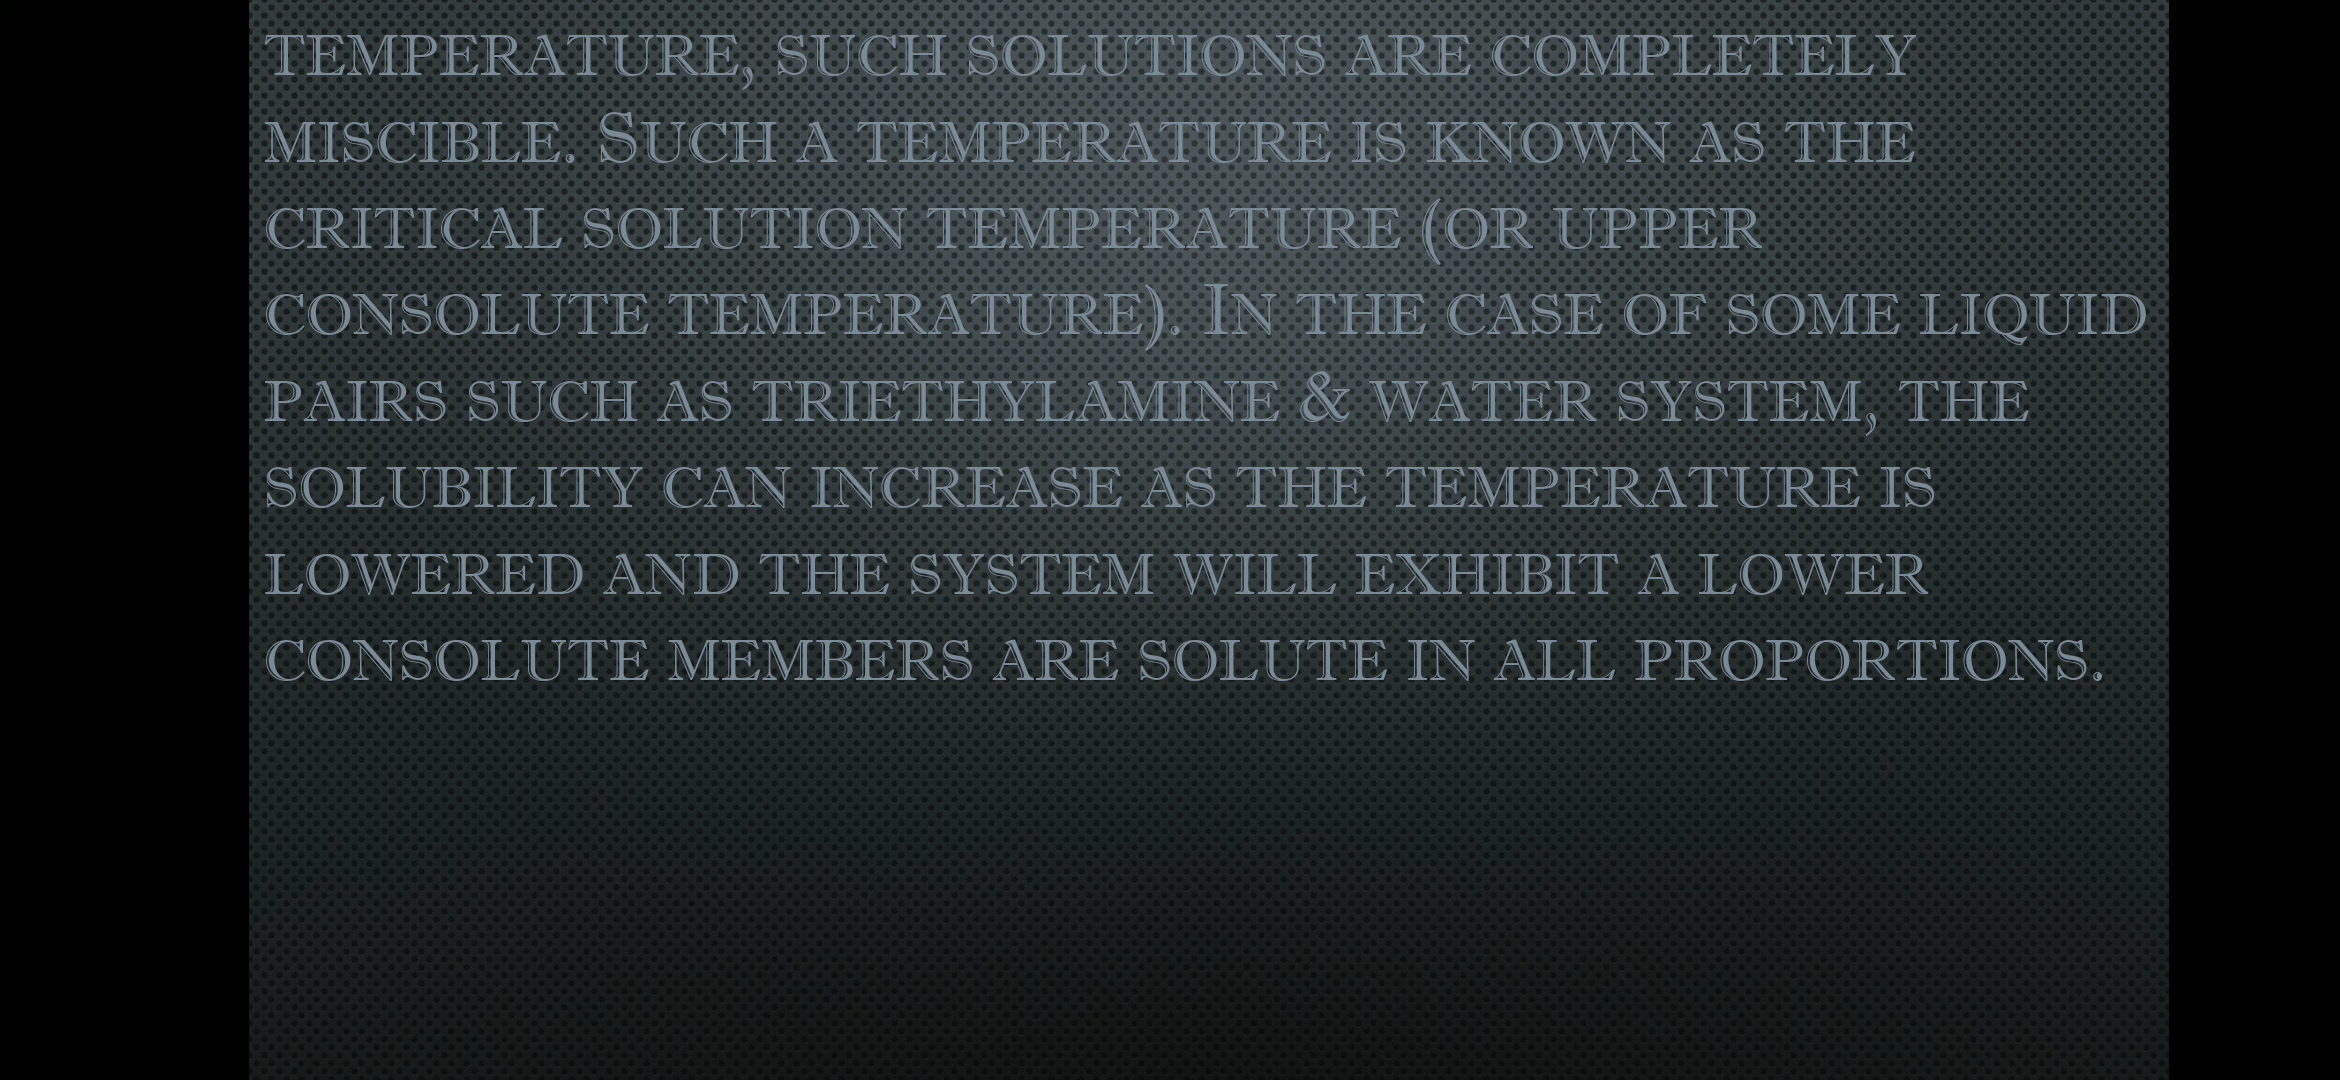 TEMPERATURE, SUCH SOLUTIONS ARE COMPLETELY
MISCIBLE. SUCH A TEMPERATURE IS KNOWN AS THE
CRITICAL SOLUTION TEMPERATURE (OR UPPER
CONSOLUTE TEMPERATURE). IN THE CASE OF SOME LIQUID
PAIRS SUCH AS TRIETHYLAMINE & WATER SYSTEM, THE
SOLUBILITY CAN INCREASE AS THE TEMPERATURE IS
LOWERED AND THE SYSTEM WILL EXHIBIT A LOWER
CONSOLUTE MEMBERS ARE SOLUTE IN ALL PROPORTIONS.